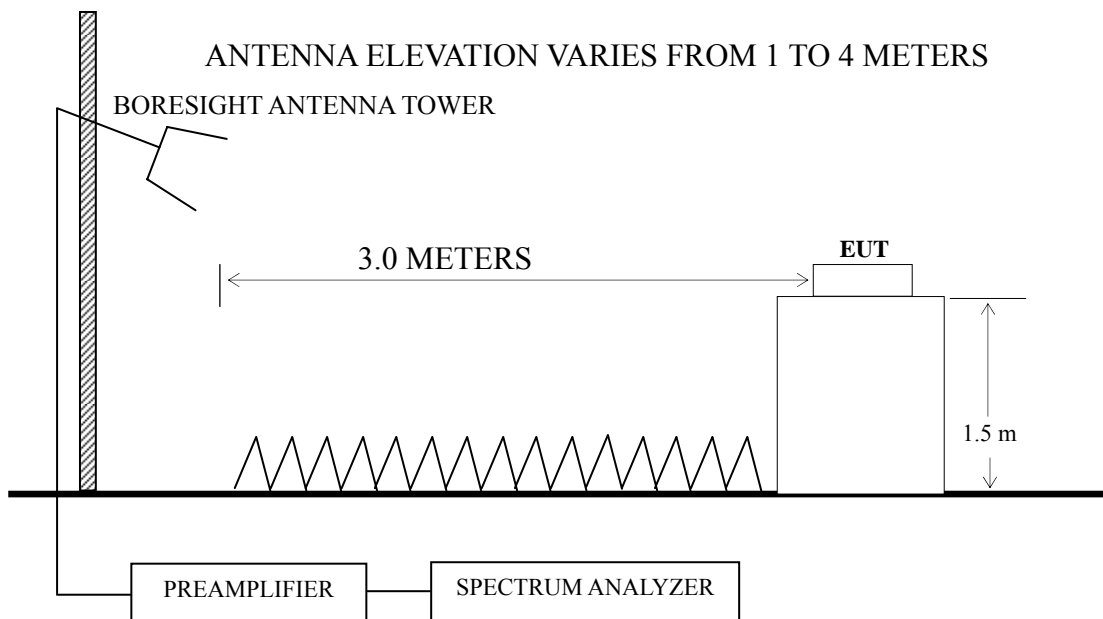 ANTENNA ELEVATION VARIES FROM 1 TO 4 METERS
BORESIGHT ANTENNA TOWER
3.0 METERS
EUT
1.5 m
PREAMPLIFIER
SPECTRUM ANALYZER